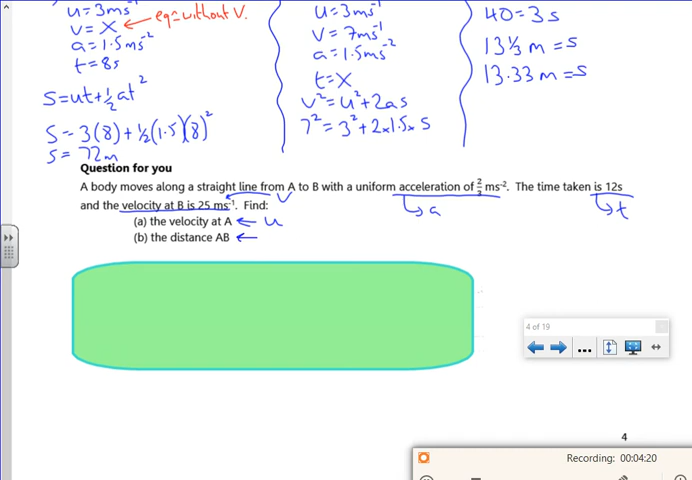 u=3ms⁻¹
v=X ← eqⁿ without V.
a=1.5ms⁻²
t=8s
s=ut+½at²
s=3(8)+½(1.5)(8)²
s=72m
u=3ms⁻¹
v=7ms⁻¹
a=1.5ms⁻²
t=X
v²=u²+2as
7²=3²+2×1.5×s
40=3s
13⅓m=s
13.33m=s
Question for you
A body moves along a straight line from A to B with a uniform acceleration of 2/3 ms⁻². The time taken is 12s
and the velocity at B is 25 ms⁻¹. Find:
v
a
t
(a) the velocity at A ← u
(b) the distance AB ←
4 of 19
4
Recording: 00:04:20